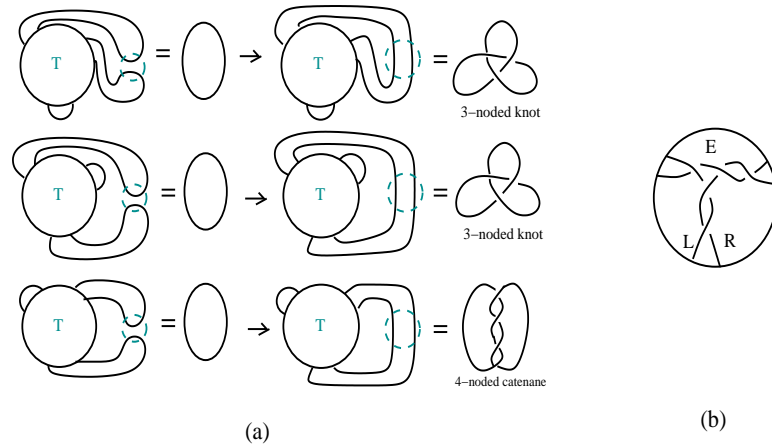 T = → T =
3-noded knot
T = → T =
3-noded knot
T = → T =
4-noded catenane
E
L R
(a)
(b)